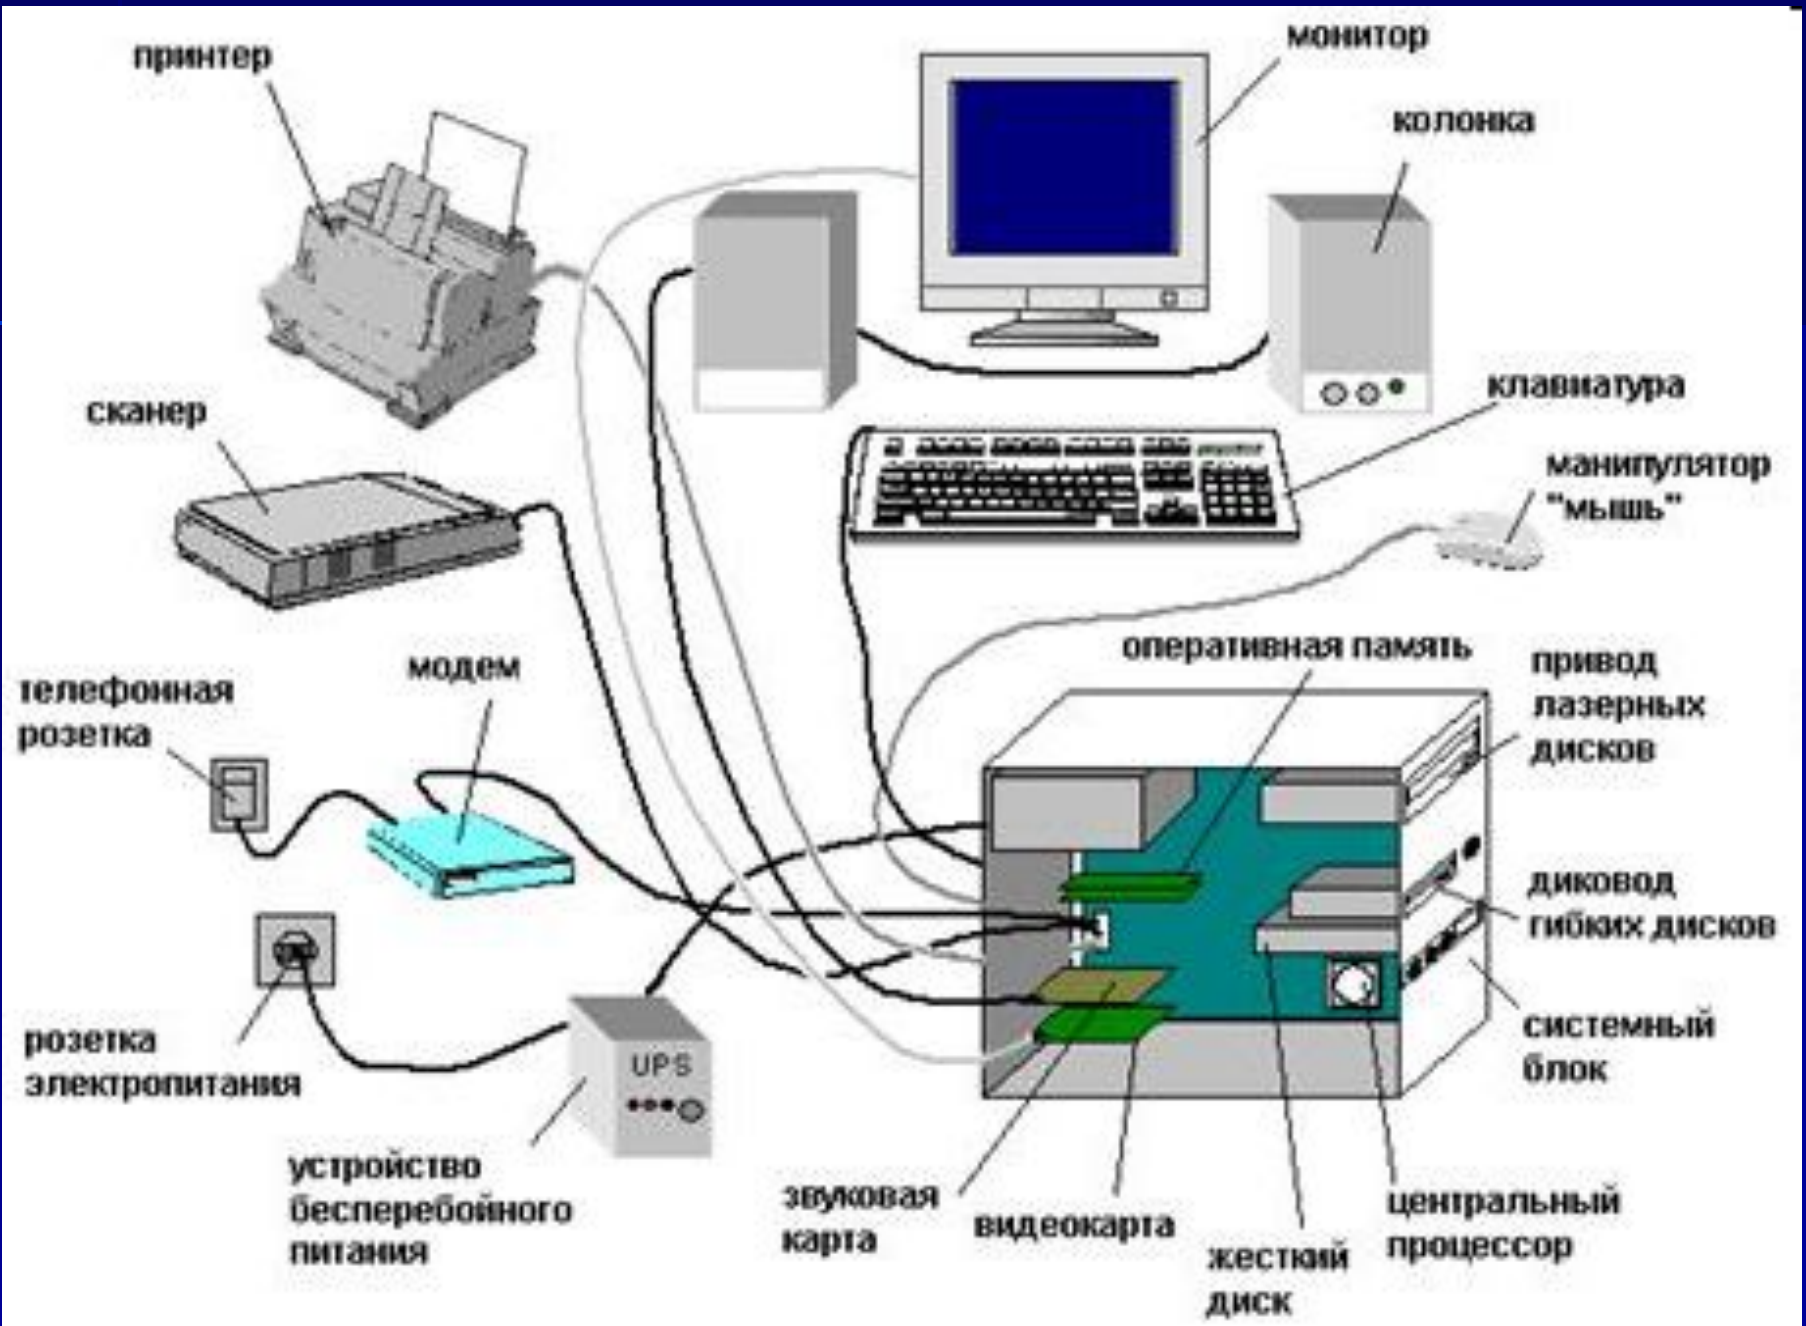 принтер
монитор
колонка
сканер
клавиатура
манипулятор
"мышь"
модем
оперативная память
телефонная
розетка
привод
лазерных
дисков
диковод
гибких дисков
розетка
электропитания
UPS
системный
блок
устройство
бесперебойного
питания
звуковая
карта
видеокарта
жесткий
диск
центральный
процессор